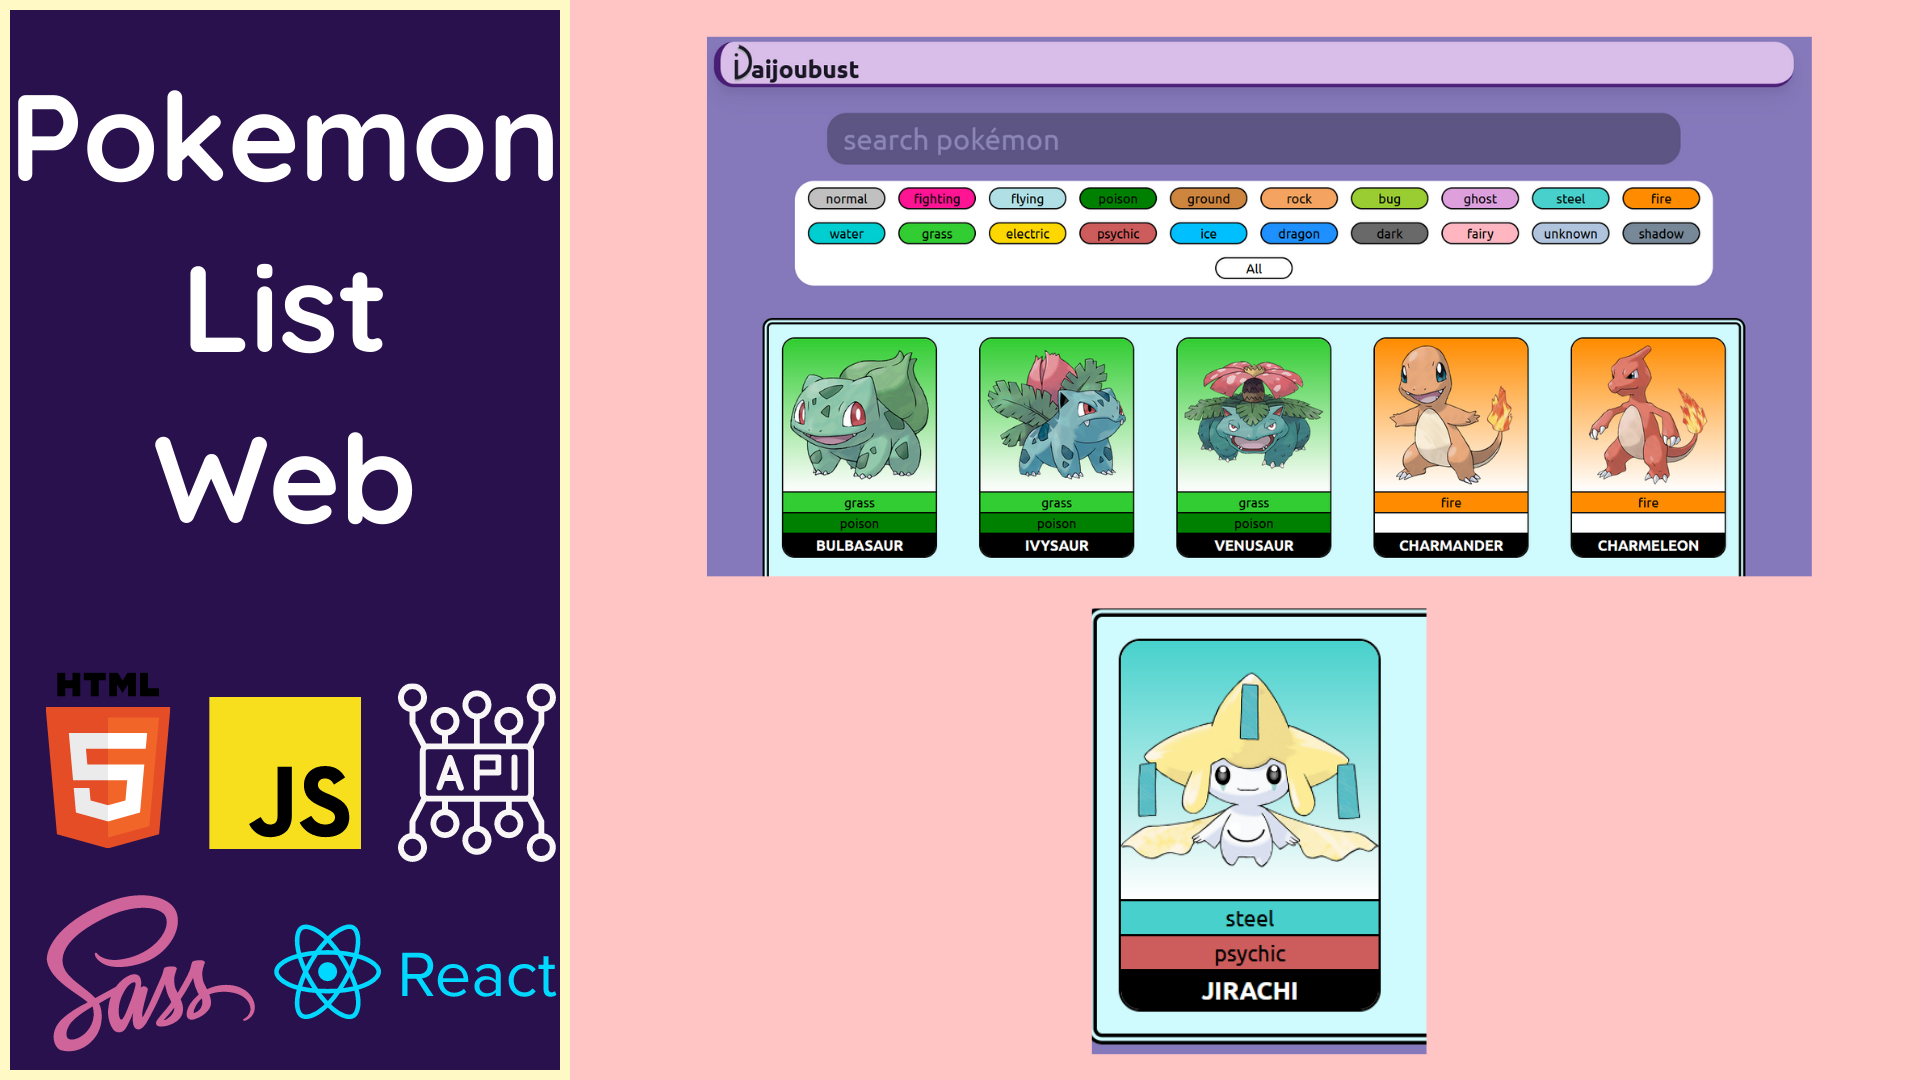 Pokemon
List
Web
HTML
5
JS
API
Sass
React
Daijoubust
search pokémon
normal fighting flying poison ground rock bug ghost steel fire
water grass electric psychic ice dragon dark fairy unknown shadow
All
grass grass grass fire fire
poison poison poison
BULBASAUR IVYSAUR VENUSAUR CHARMANDER CHARMELEON
steel
psychic
JIRACHI